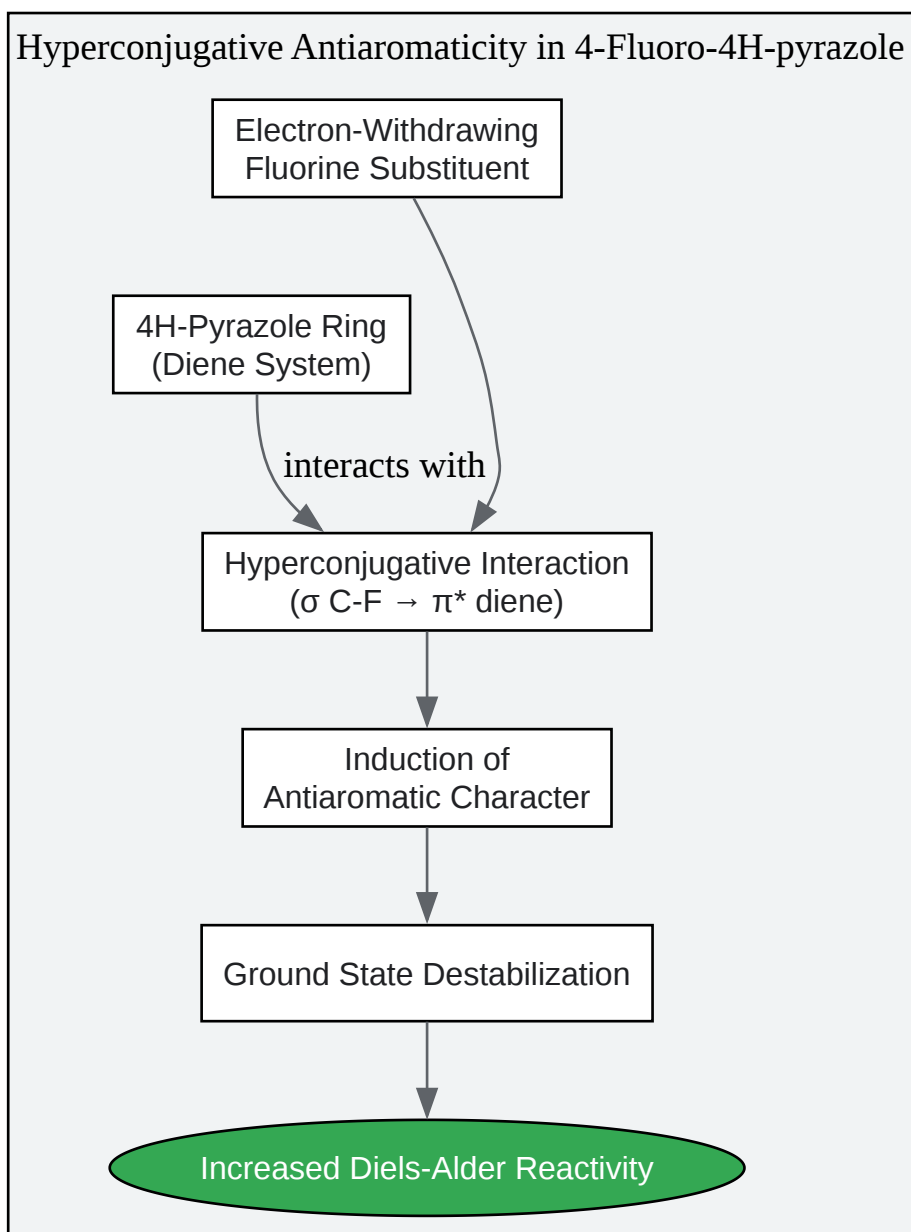 Hyperconjugative Antiaromaticity in 4-Fluoro-4H-pyrazole
Electron-Withdrawing
Fluorine Substituent
4H-Pyrazole Ring
(Diene System)
interacts with
Hyperconjugative Interaction
(σ C-F → π* diene)
Induction of
Antiaromatic Character
Ground State Destabilization
Increased Diels-Alder Reactivity